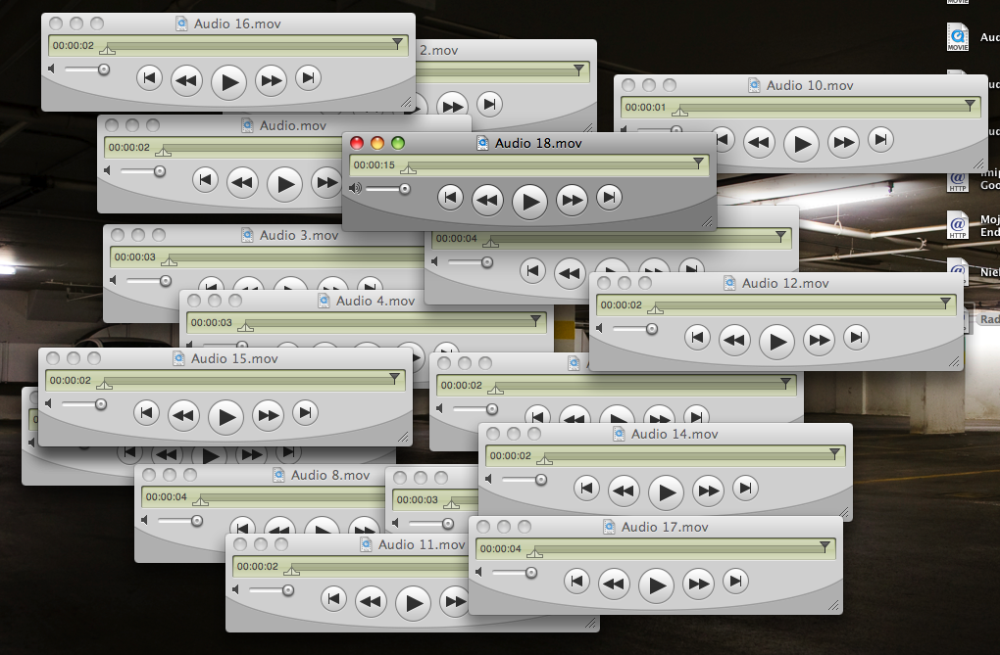 MOVIE
Audio 16.mov
00:00:02
MOVIE
Aud
2.mov
Audio 10.mov
00:00:01
Audio.mov
00:00:02
Audio 18.mov
00:00:15
HTTP
Goo
Audio 3.mov
00:00:03
00:00:04
HTTP
Moj
End
Niel
Audio 12.mov
00:00:02
Audio 4.mov
00:00:03
Rad
Audio 15.mov
00:00:02
00:00:02
Audio 14.mov
00:00:02
Audio 8.mov
00:00:04
00:00:03
Audio 17.mov
00:00:04
Audio 11.mov
00:00:02